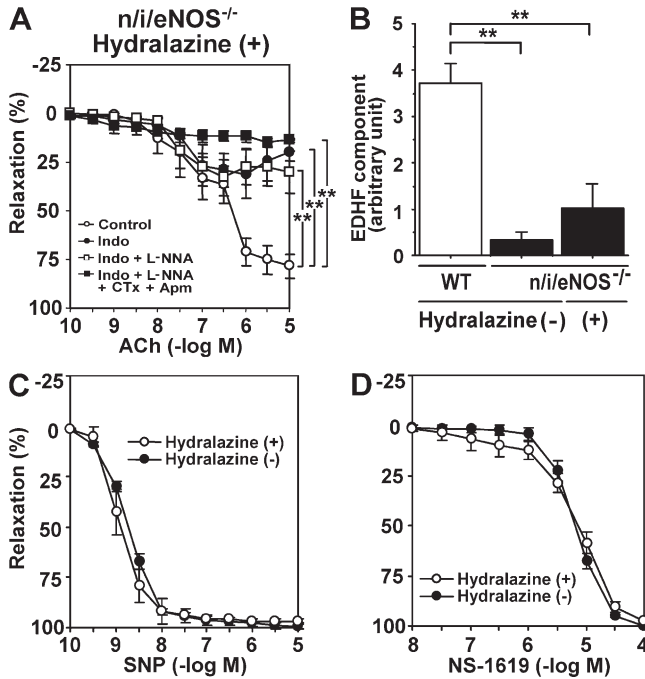 A
n/i/eNOS-/-
Hydralazine (+)
Relaxation (%)
-25
0
25
50
75
100
Control
Indo
Indo + L-NNA
Indo + L-NNA
+ CTx + Apm
**
**
**
10 9 8 7 6 5
ACh (-log M)
B
EDHF component
(arbitrary unit)
5
4
3
2
1
0
**
**
WT n/i/eNOS-/-
Hydralazine (-) (+)
C
Relaxation (%)
-25
0
25
50
75
100
Hydralazine (+)
Hydralazine (-)
10 9 8 7 6 5
SNP (-log M)
D
-25
0
25
50
75
100
Hydralazine (+)
Hydralazine (-)
8 7 6 5 4
NS-1619 (-log M)